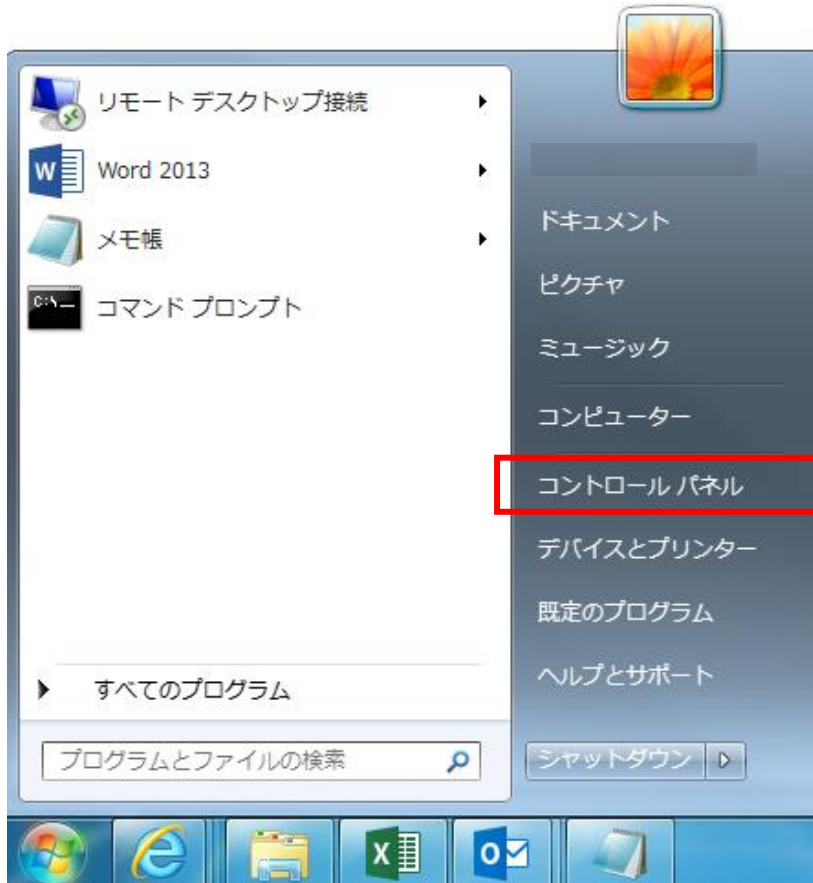 リモート デスクトップ接続
Word 2013
メモ帳
コマンド プロンプト
すべてのプログラム
プログラムとファイルの検索
ドキュメント
ピクチャ
ミュージック
コンピューター
コントロール パネル
デバイスとプリンター
既定のプログラム
ヘルプとサポート
シャットダウン